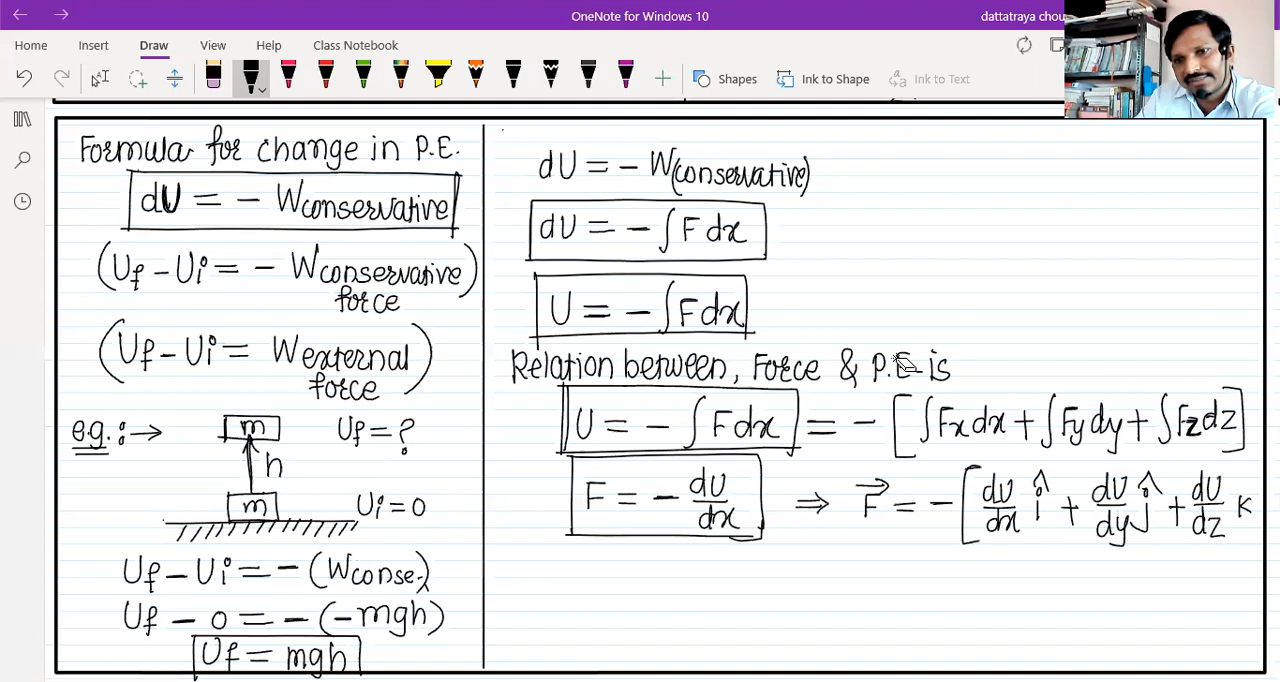 OneNote for Windows 10
dattatraya chou
Home Insert Draw View Help Class Notebook
Shapes Ink to Shape Ink to Text
Formula for change in P.E.
dU = - Wconservative
(Uf - Ui = - Wconservative force)
(Uf - Ui = Wexternal force)
e.g.:→ m Uf = ?
h
m Ui = 0
Uf - Ui = - (Wconse.)
Uf - 0 = - (-mgh)
Uf = mgh
dU = - W(conservative)
dU = - ∫F dx
U = - ∫F dx
Relation between, Force & P.E is
U = - ∫F dx = - [∫Fx dx + ∫Fy dy + ∫Fz dz]
F = - dU/dx ⇒ F⃗ = - [dU/dx î + dU/dy ĵ + dU/dz K